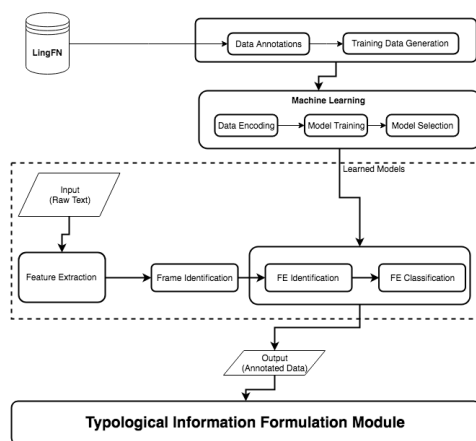 LingFN
Data Annotations
Training Data Generation
Machine Learning
Data Encoding
Model Training
Model Selection
Learned Models
Input
(Raw Text)
Feature Extraction
Frame Identification
FE Identification
FE Classification
Output
(Annotated Data)
Typological Information Formulation Module